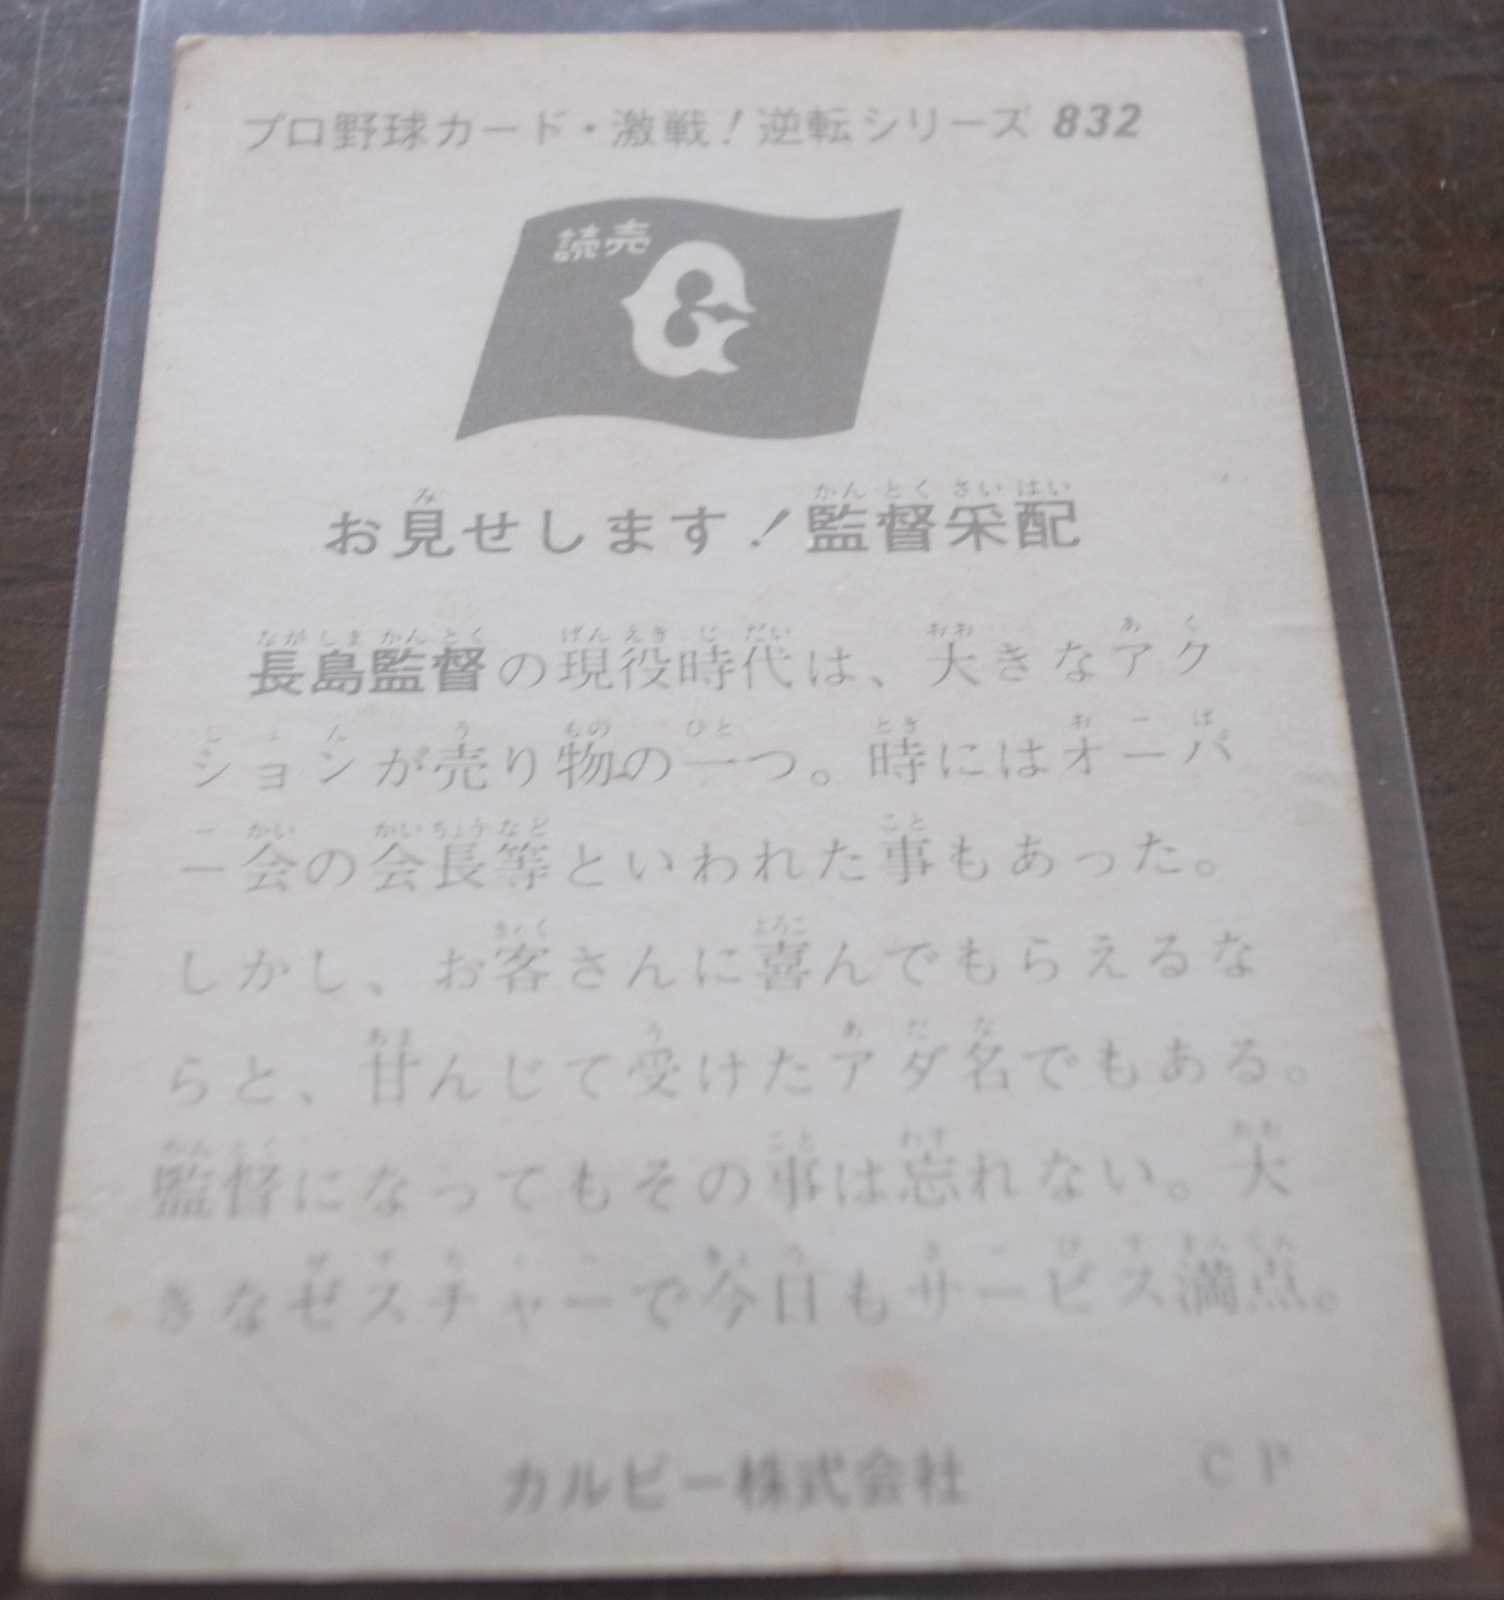 プロ野球カード・激戦!逆転シリーズ 832
読売
G
お見せします!監督采配
長島監督の現役時代は、大きなアク
ションが売り物の一つ。時にはオーバ
ー会の会長等といわれた事もあった。
しかし、お客さんに喜んでもらえるな
らと、甘んじて受けたアダ名でもある。
監督になってもその事は忘れない。大
きなゼスチャーで今日もサービス満点。
カルビー株式会社
CP